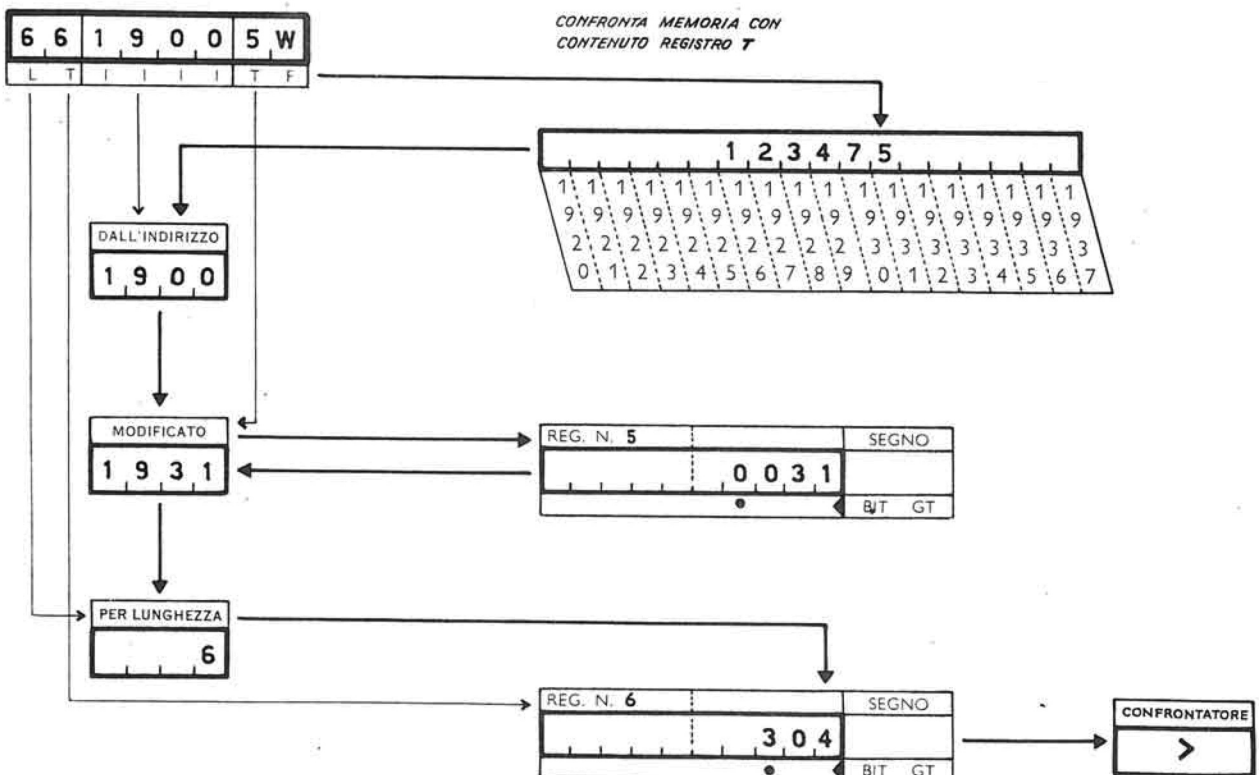 CONFRONTA MEMORIA CON
CONTENUTO REGISTRO T
6 6 1 9 0 0 5 W
L T I I I I T F
1 2 3 4 7 5
1 1 1 1 1 1 1 1 1 1 1 1 1 1 1 1 1 1
9 9 9 9 9 9 9 9 9 9 9 9 9 9 9 9 9 9
2 2 2 2 2 2 2 2 2 2 3 3 3 3 3 3 3 3
0 1 2 3 4 5 6 7 8 9 0 1 2 3 4 5 6 7
DALL'INDIRIZZO
1 9 0 0
MODIFICATO
1 9 3 1
REG. N. 5 SEGNO
0 0 3 1
BIT GT
PER LUNGHEZZA
6
REG. N. 6 SEGNO
3 0 4
BIT GT
CONFRONTATORE
>